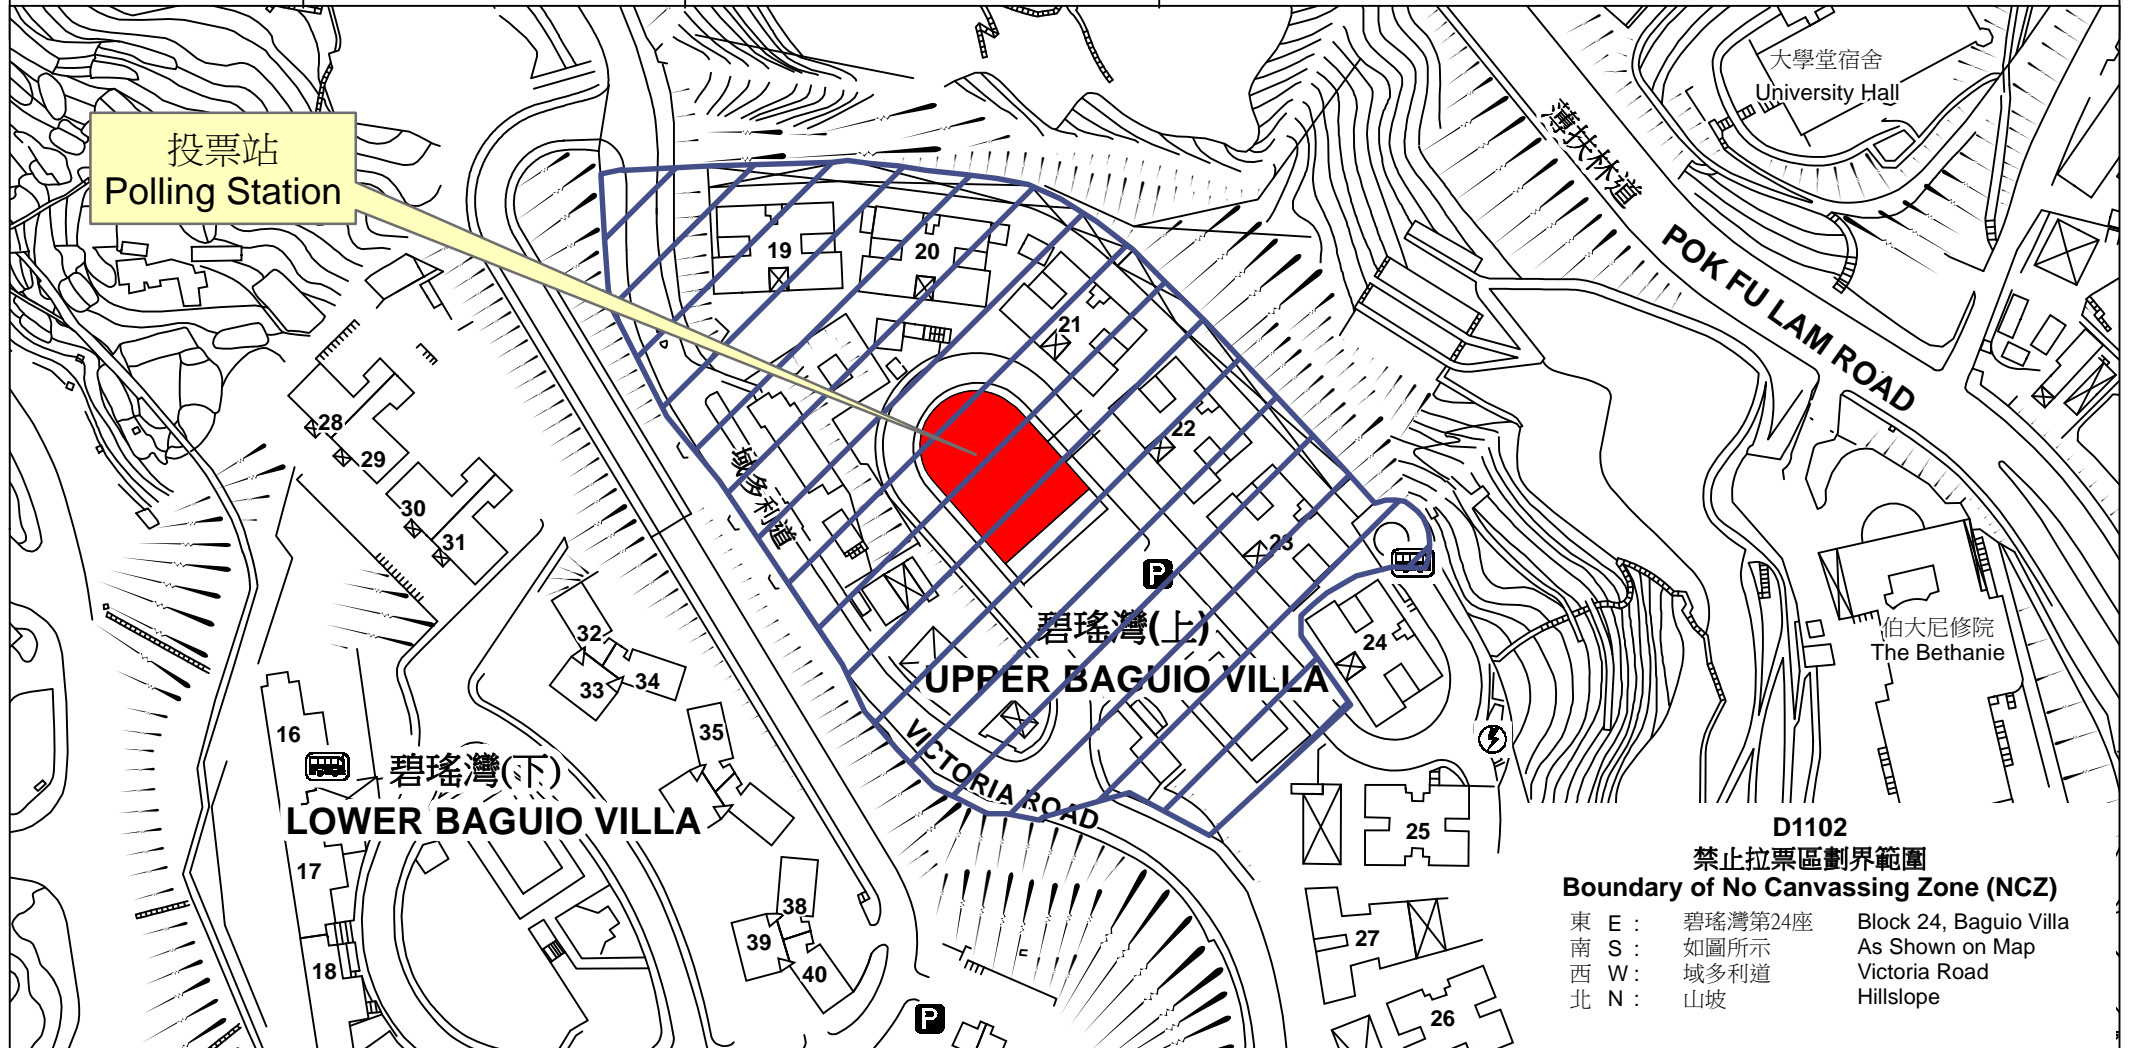 大學堂宿舍
University Hall
投票站
Polling Station
薄扶林道
POK FU LAM ROAD
19
20
21
22
23
24
28
29
30
31
域多利道
P
碧瑤灣(上)
UPPER BAGUIO VILLA
伯大尼修院
The Bethanie
32
33
34
35
16
碧瑤灣(下)
LOWER BAGUIO VILLA
VICTORIA ROAD
17
18
38
39
40
P
25
27
26
D1102
禁止拉票區劃界範圍
Boundary of No Canvassing Zone (NCZ)
東 E : 碧瑤灣第24座 Block 24, Baguio Villa
南 S : 如圖所示 As Shown on Map
西 W : 域多利道 Victoria Road
北 N : 山坡 Hillslope